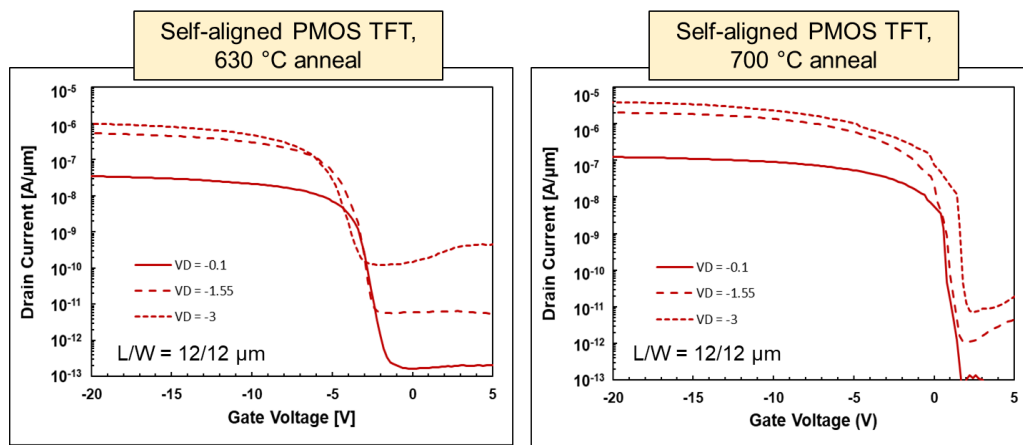 Self-aligned PMOS TFT,
630 °C anneal
10⁻⁵
10⁻⁶
10⁻⁷
10⁻⁸
10⁻⁹
10⁻¹⁰
10⁻¹¹
10⁻¹²
10⁻¹³
Drain Current [A/µm]
VD = -0.1
VD = -1.55
VD = -3
L/W = 12/12 µm
-20 -15 -10 -5 0 5
Gate Voltage [V]
Self-aligned PMOS TFT,
700 °C anneal
10⁻⁵
10⁻⁶
10⁻⁷
10⁻⁸
10⁻⁹
10⁻¹⁰
10⁻¹¹
10⁻¹²
10⁻¹³
Drain Current [A/µm]
VD = -0.1
VD = -1.55
VD = -3
L/W = 12/12 µm
-20 -15 -10 -5 0 5
Gate Voltage (V)